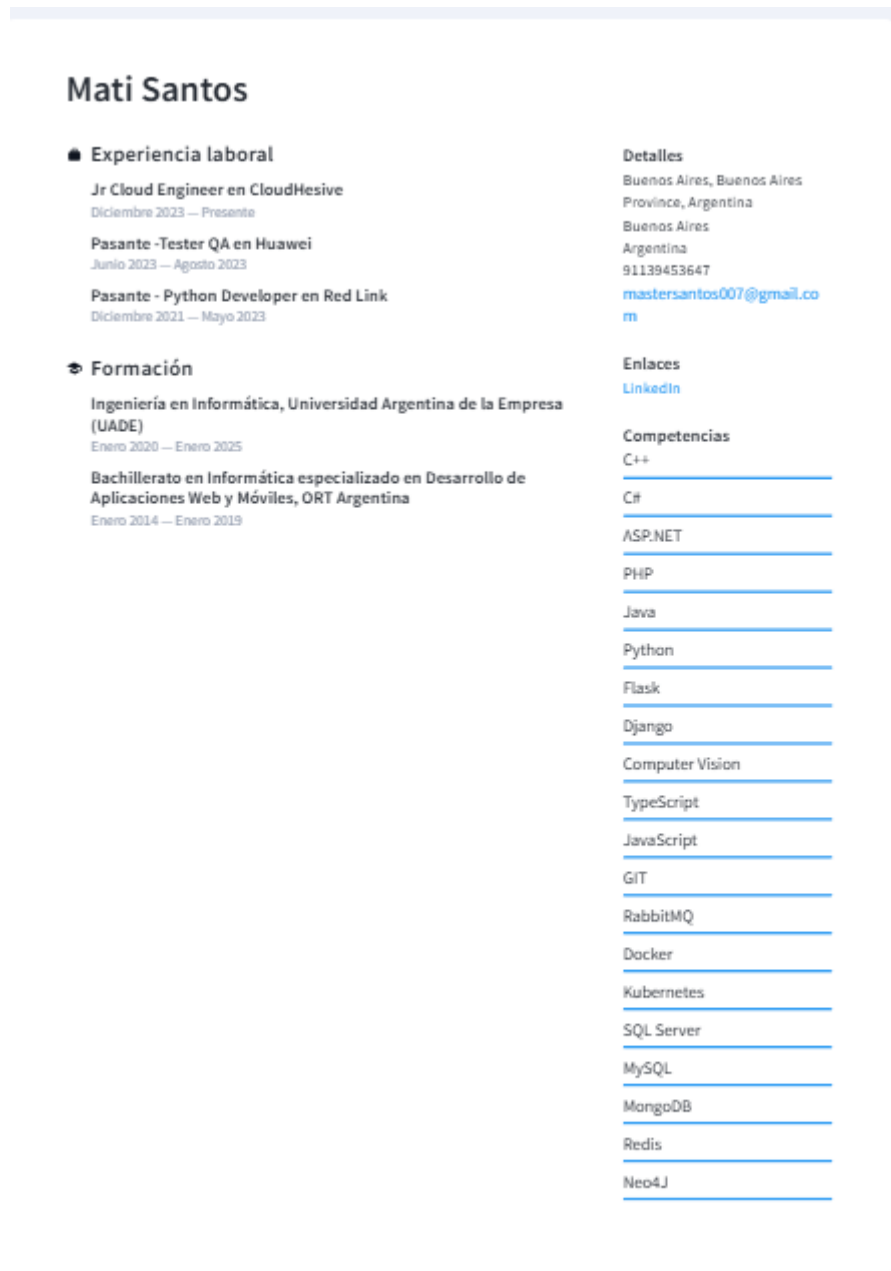 Mati Santos
Experiencia laboral
Jr Cloud Engineer en CloudHesive
Diciembre 2023 — Presente
Pasante -Tester QA en Huawei
Junio 2023 — Agosto 2023
Pasante - Python Developer en Red Link
Diciembre 2021 — Mayo 2023
Formación
Ingeniería en Informática, Universidad Argentina de la Empresa
(UADE)
Enero 2020 — Enero 2025
Bachillerato en Informática especializado en Desarrollo de
Aplicaciones Web y Móviles, ORT Argentina
Enero 2014 — Enero 2019
Detalles
Buenos Aires, Buenos Aires
Province, Argentina
Buenos Aires
Argentina
91139453647
mastersantos007@gmail.co
m
Enlaces
LinkedIn
Competencias
C++
C#
ASP.NET
PHP
Java
Python
Flask
Django
Computer Vision
TypeScript
JavaScript
GIT
RabbitMQ
Docker
Kubernetes
SQL Server
MySQL
MongoDB
Redis
Neo4J